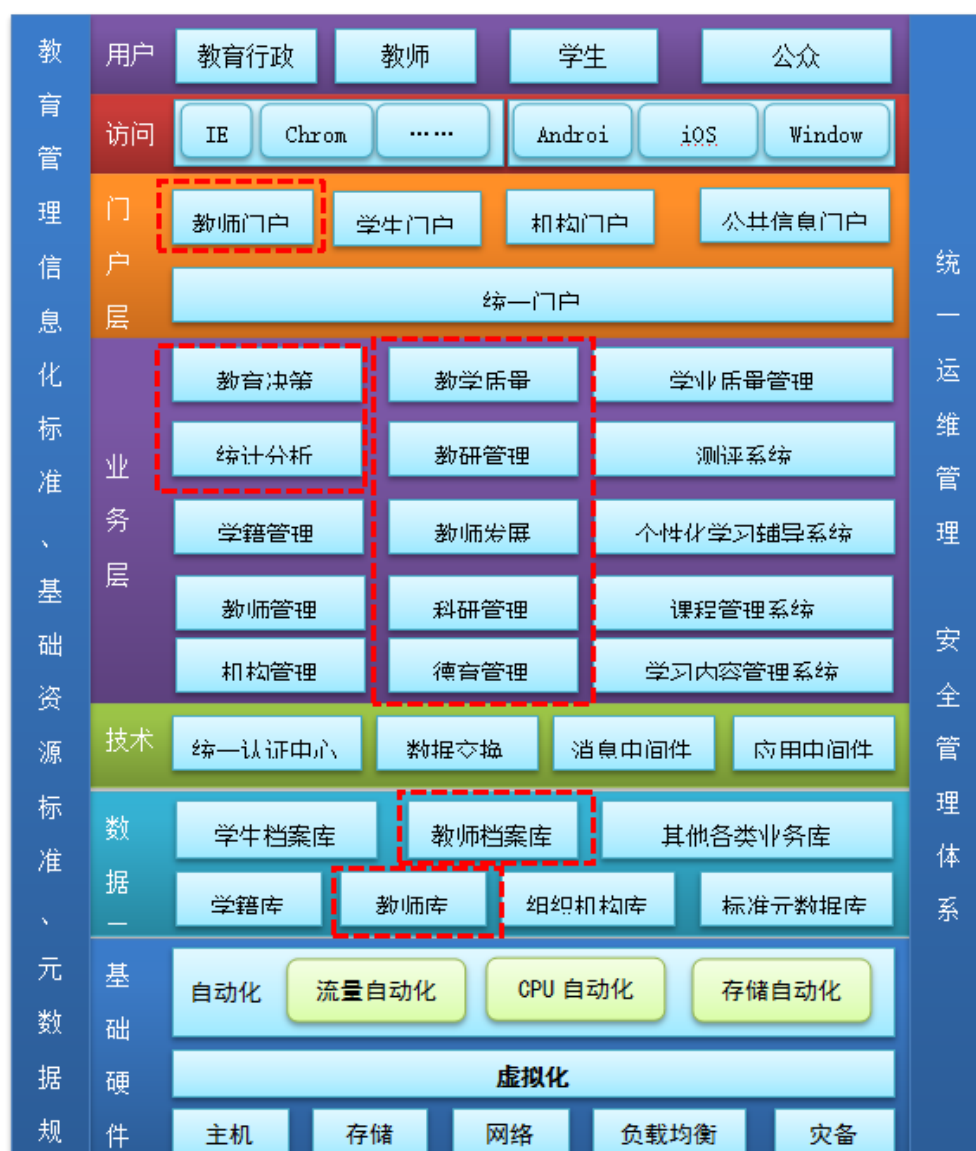 教育管理信息化标准、基础资源标准、元数据规
用户
教育行政
教师
学生
公众
访问
IE
Chrom
……
Androi
iOS
Window
门户层
教师门户
学生门户
机构门户
公共信息门户
统一门户
业务层
教育决策
教学质量
学业质量管理
统计分析
教研管理
测评系统
学籍管理
教师发展
个性化学习辅导系统
教师管理
科研管理
课程管理系统
机构管理
德育管理
学习内容管理系统
技术
统一认证中心
数据交换
消息中间件
应用中间件
数据
学生档案库
教师档案库
其他各类业务库
学籍库
教师库
组织机构库
标准元数据库
基础硬件
自动化
流量自动化
CPU 自动化
存储自动化
虚拟化
主机
存储
网络
负载均衡
灾备
统一运维管理
安全管理体系